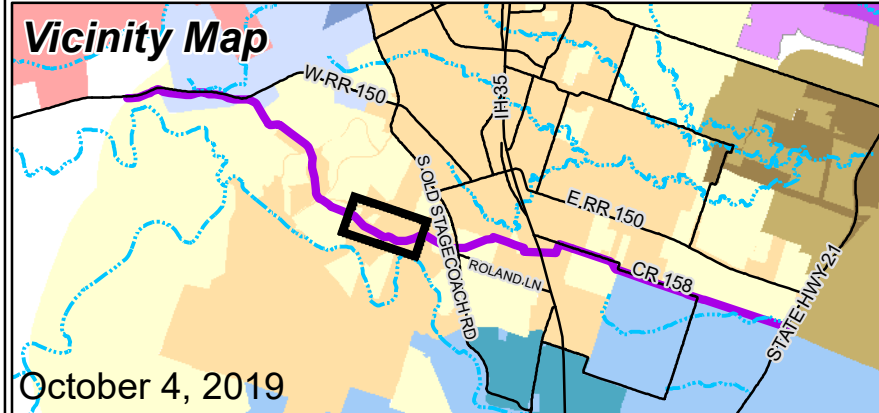 Vicinity Map
W RR 150
IH-35
S. OLD STAGECOACH RD
E RR 150
ROLAND LN
CR 158
STATE HWY 21
October 4, 2019